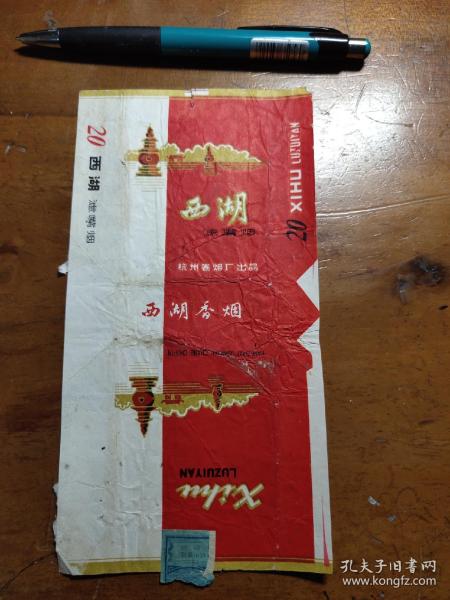 20 西湖 滤嘴烟
西湖
滤嘴烟
杭州卷烟厂出品
西湖香烟
Xihu
LUZUIYAN
20 XIHU LUZUIYAN
孔夫子旧书网
www.kongfz.com